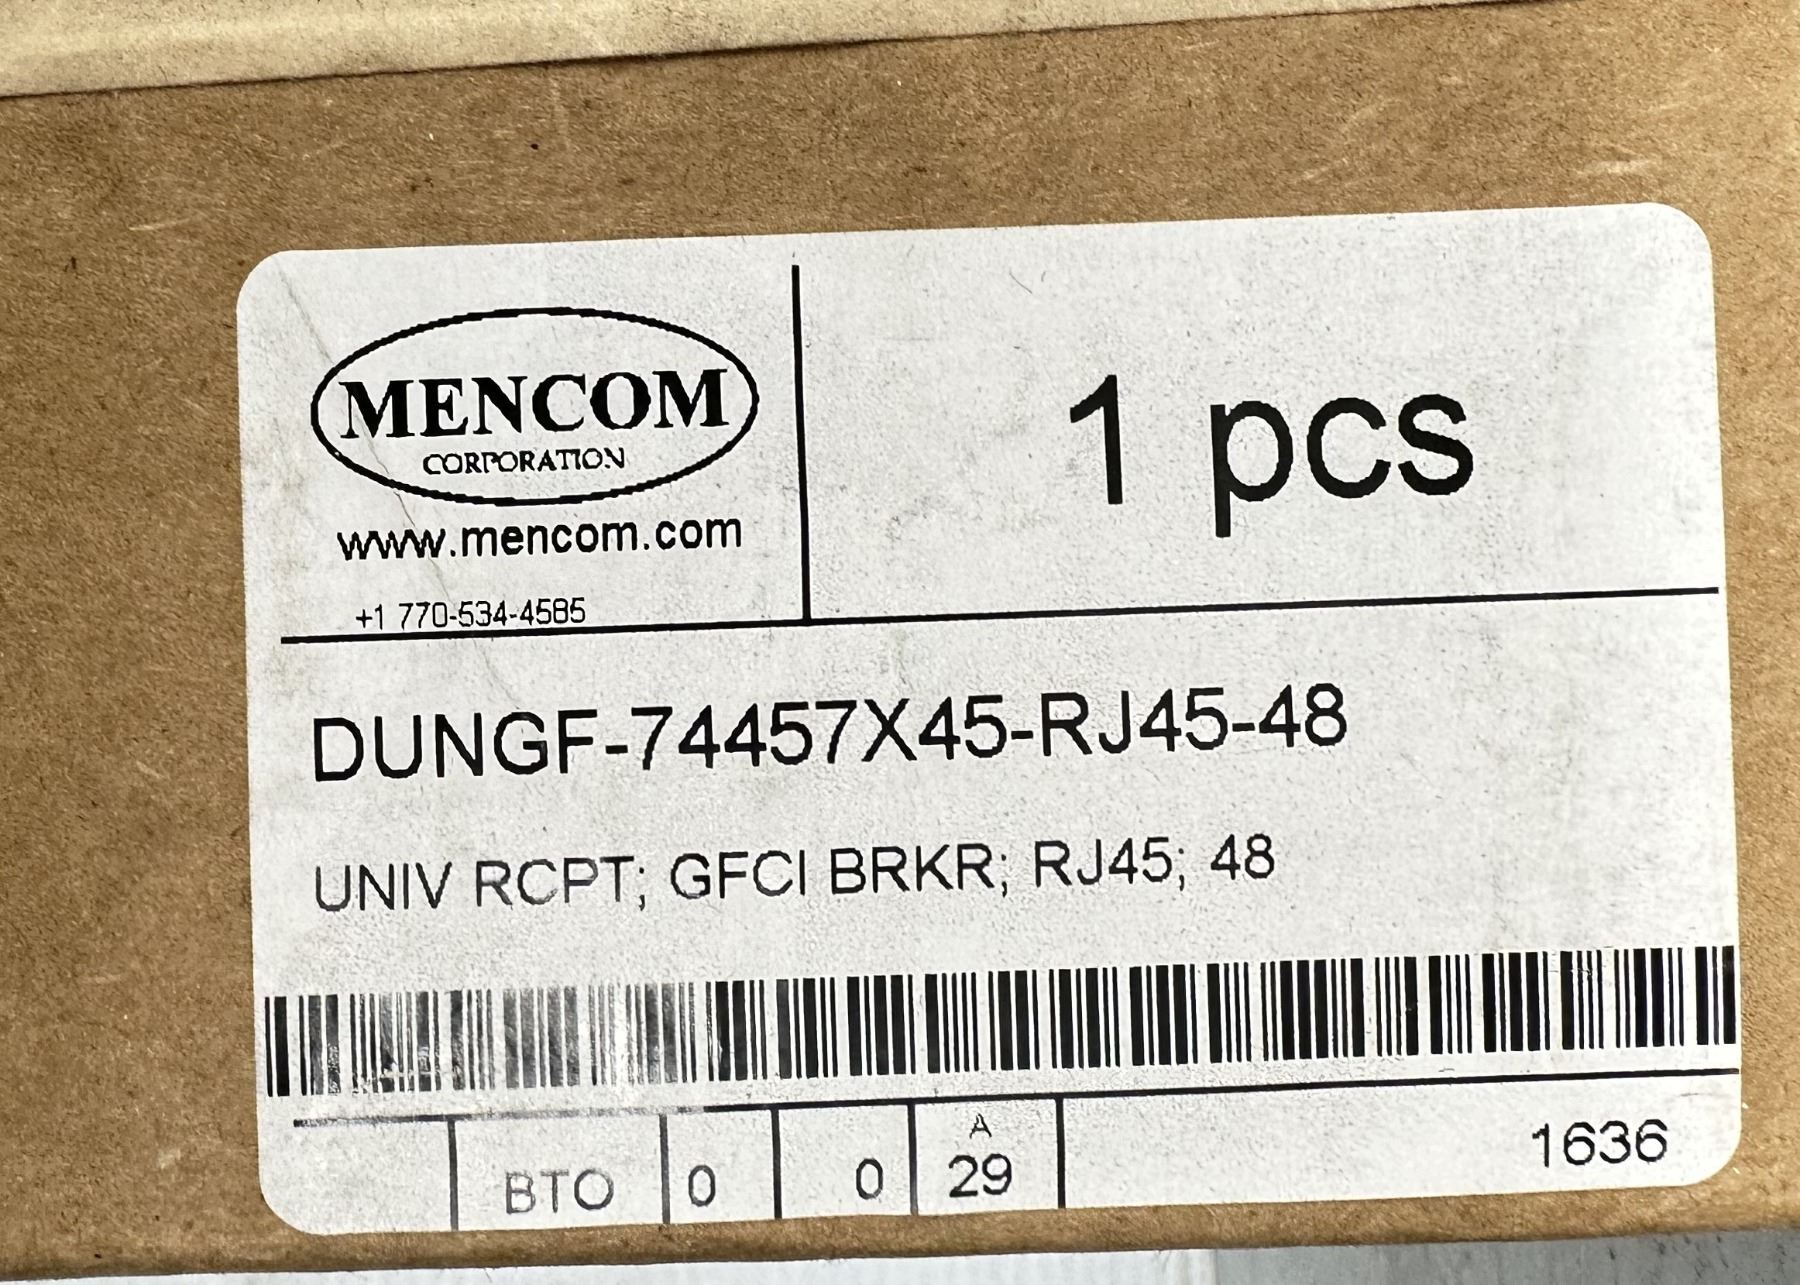 MENCOM
CORPORATION
www.mencom.com
+1 770-534-4585
1 pcs
DUNGF-74457X45-RJ45-48
UNIV RCPT; GFCI BRKR; RJ45; 48
BTO 0 0 A 29 1636